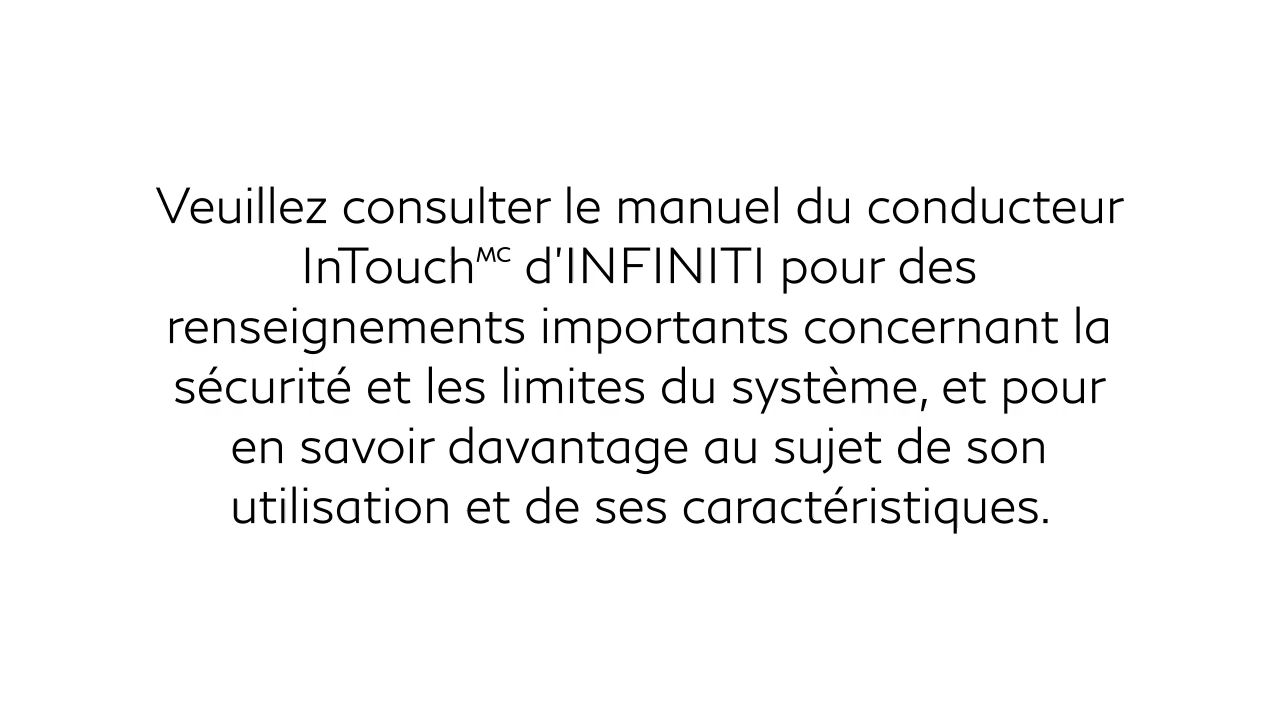 Veuillez consulter le manuel du conducteur
InTouchᴹᶜ d'INFINITI pour des
renseignements importants concernant la
sécurité et les limites du système, et pour
en savoir davantage au sujet de son
utilisation et de ses caractéristiques.